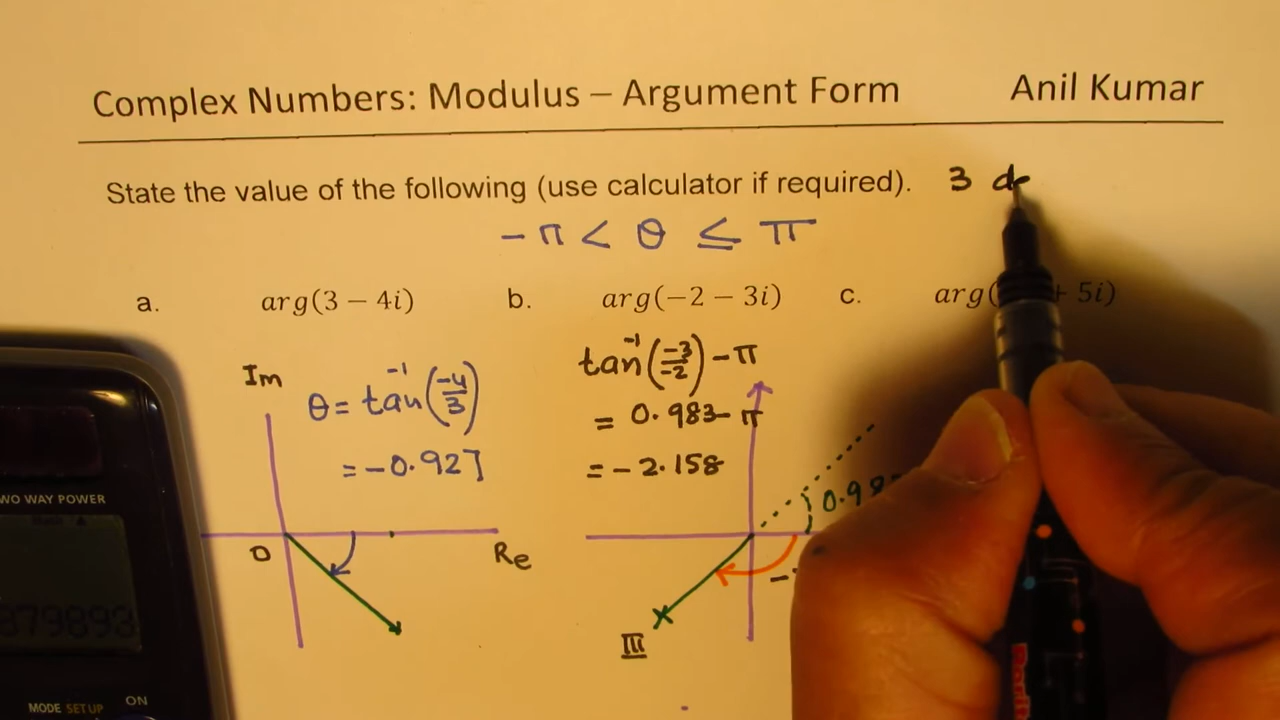 Complex Numbers: Modulus – Argument Form Anil Kumar
State the value of the following (use calculator if required). 3
-π < θ ≤ π
a. arg(3 − 4i) b. arg(−2 − 3i) c. arg( + 5i)
Im
θ = tan⁻¹(-4/3)
= -0.927
O
Re
tan⁻¹(-3/-2) - π
= 0.983 - π
= -2.158
III
WO WAY POWER
879893
MODE SETUP ON